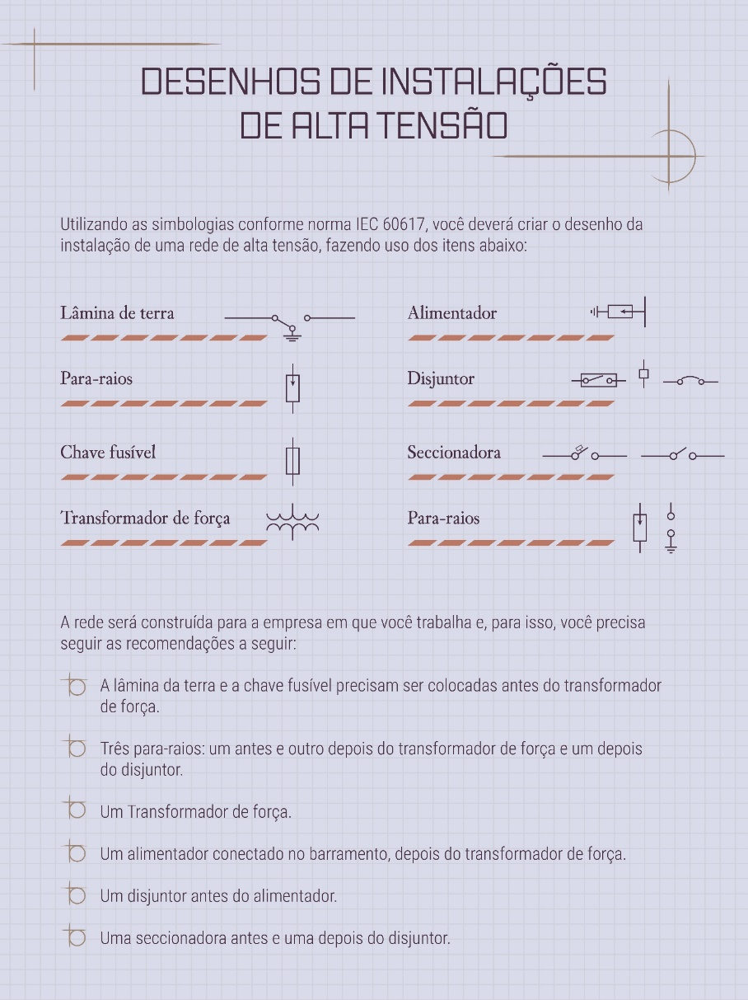 DESENHOS DE INSTALAÇÕES
DE ALTA TENSÃO
Utilizando as simbologias conforme norma IEC 60617, você deverá criar o desenho da
instalação de uma rede de alta tensão, fazendo uso dos itens abaixo:
Lâmina de terra
Alimentador
Para-raios
Disjuntor
Chave fusível
Seccionadora
Transformador de força
Para-raios
A rede será construída para a empresa em que você trabalha e, para isso, você precisa
seguir as recomendações a seguir:
A lâmina da terra e a chave fusível precisam ser colocadas antes do transformador
de força.
Três para-raios: um antes e outro depois do transformador de força e um depois
do disjuntor.
Um Transformador de força.
Um alimentador conectado no barramento, depois do transformador de força.
Um disjuntor antes do alimentador.
Uma seccionadora antes e uma depois do disjuntor.